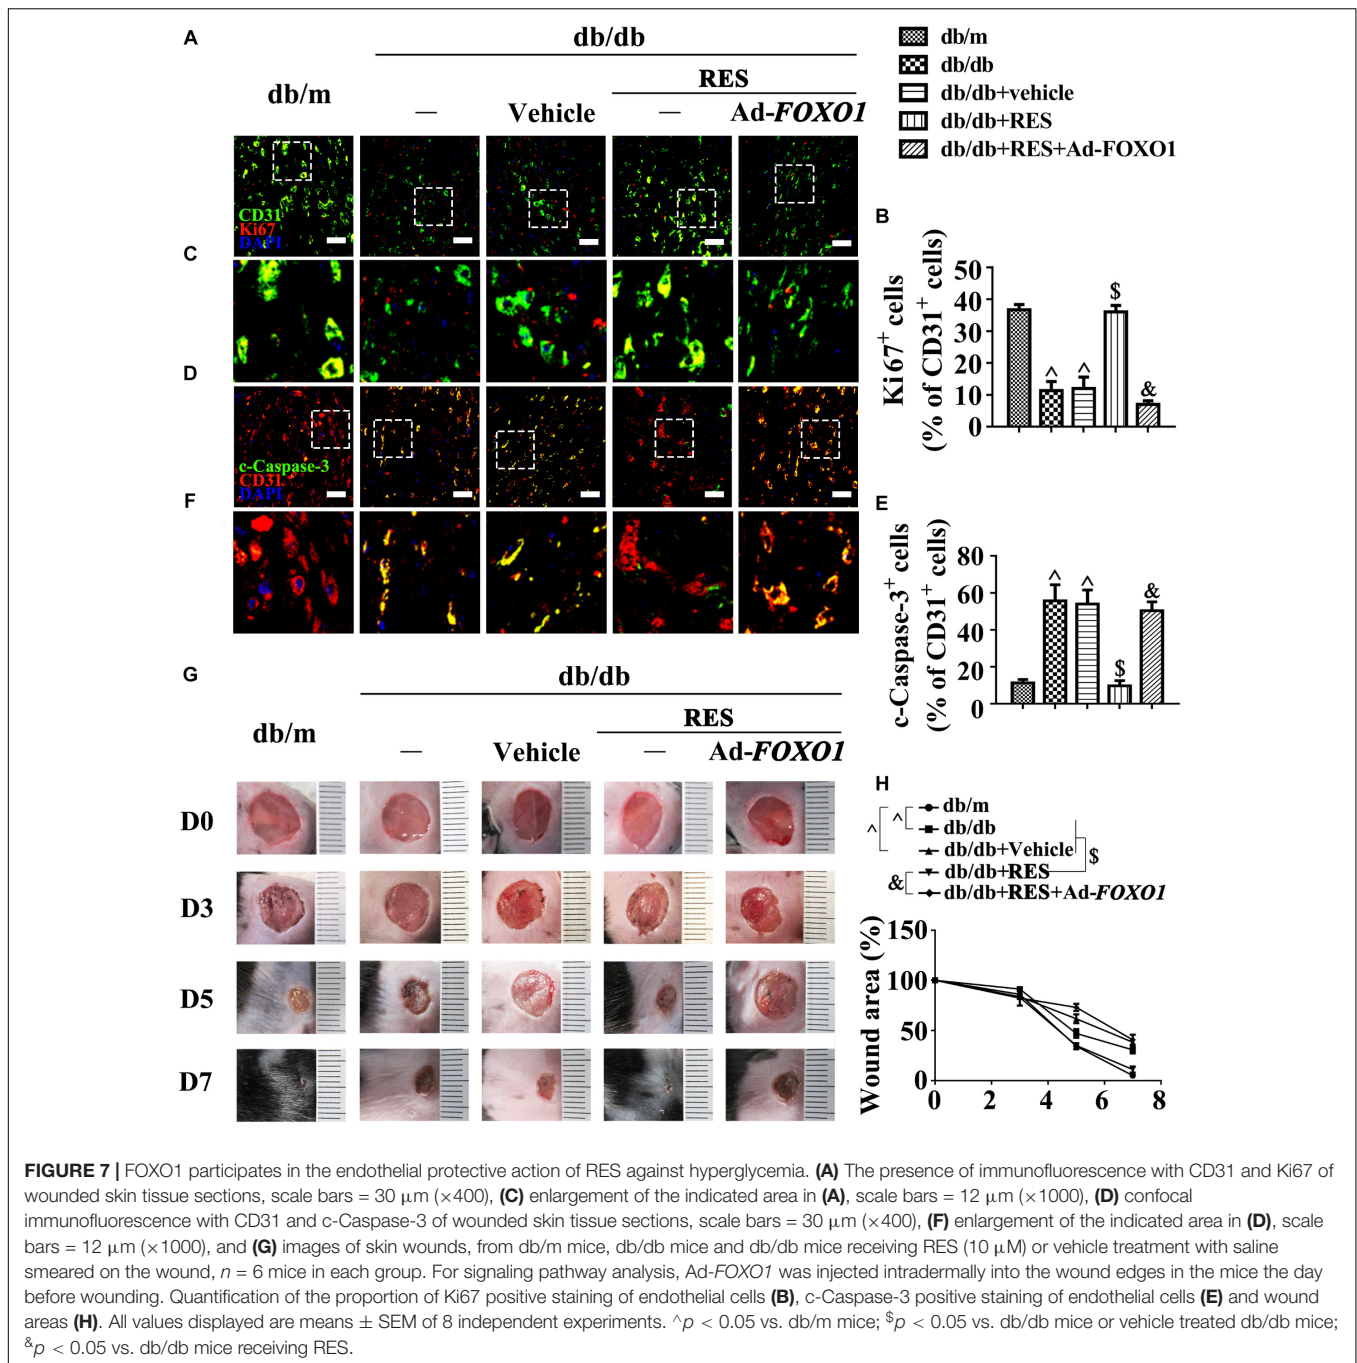 A
db/db
db/m
RES
—
Vehicle
—
Ad-FOXO1
CD31
Ki67
DAPI
C
D
c-Caspase-3
CD31
DAPI
F
db/m
db/db
db/db+vehicle
db/db+RES
db/db+RES+Ad-FOXO1
B
Ki67+ cells
(% of CD31+ cells)
50
40
30
20
10
0
^
^
$
&
E
c-Caspase-3+ cells
(% of CD31+ cells)
80
60
40
20
0
^
^
$
&
G
db/db
db/m
RES
—
Vehicle
—
Ad-FOXO1
D0
D3
D5
D7
H
db/m
db/db
db/db+Vehicle
db/db+RES
db/db+RES+Ad-FOXO1
^
^
$
&
Wound area (%)
150
100
50
0
0 2 4 6 8
FIGURE 7 | FOXO1 participates in the endothelial protective action of RES against hyperglycemia. (A) The presence of immunofluorescence with CD31 and Ki67 of
wounded skin tissue sections, scale bars = 30 μm (×400), (C) enlargement of the indicated area in (A), scale bars = 12 μm (×1000), (D) confocal
immunofluorescence with CD31 and c-Caspase-3 of wounded skin tissue sections, scale bars = 30 μm (×400), (F) enlargement of the indicated area in (D), scale
bars = 12 μm (×1000), and (G) images of skin wounds, from db/m mice, db/db mice and db/db mice receiving RES (10 μM) or vehicle treatment with saline
smeared on the wound, n = 6 mice in each group. For signaling pathway analysis, Ad-FOXO1 was injected intradermally into the wound edges in the mice the day
before wounding. Quantification of the proportion of Ki67 positive staining of endothelial cells (B), c-Caspase-3 positive staining of endothelial cells (E) and wound
areas (H). All values displayed are means ± SEM of 8 independent experiments. ^p < 0.05 vs. db/m mice; $p < 0.05 vs. db/db mice or vehicle treated db/db mice;
&p < 0.05 vs. db/db mice receiving RES.